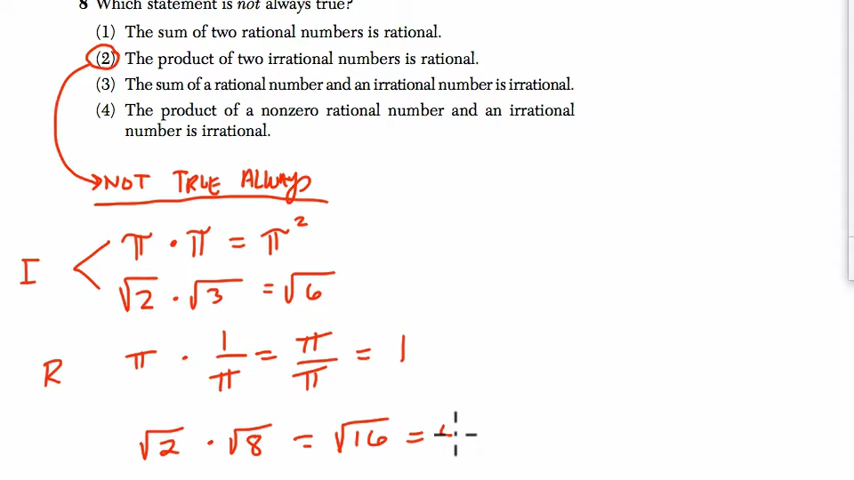 8 Which statement is not always true?
(1) The sum of two rational numbers is rational.
(2) The product of two irrational numbers is rational.
(3) The sum of a rational number and an irrational number is irrational.
(4) The product of a nonzero rational number and an irrational
number is irrational.
NOT TRUE ALWAYS
I
π · π = π²
√2 · √3 = √6
R π · 1/π = π/π = 1
√2 · √8 = √16 =